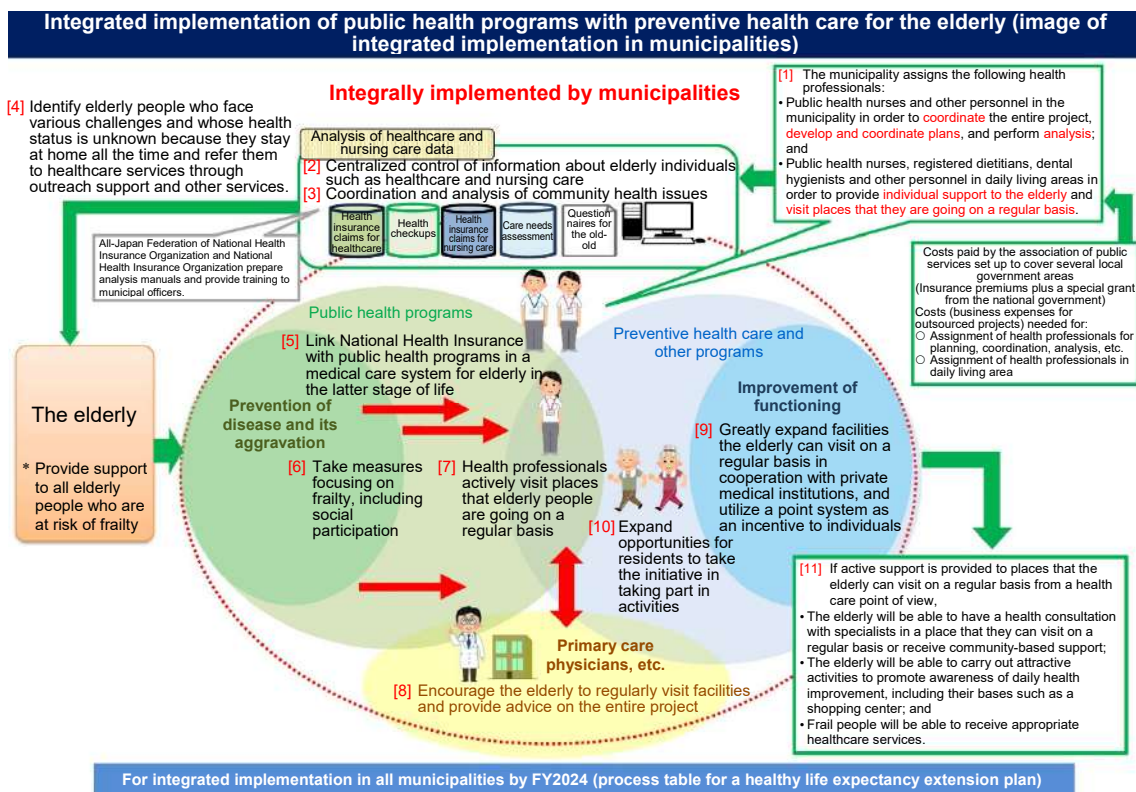 Integrated implementation of public health programs with preventive health care for the elderly (image of
integrated implementation in municipalities)
Integrally implemented by municipalities
[4] Identify elderly people who face
various challenges and whose health
status is unknown because they stay
at home all the time and refer them
to healthcare services through
outreach support and other services.
Analysis of healthcare and
nursing care data
[2] Centralized control of information about elderly individuals
such as healthcare and nursing care
[3] Coordination and analysis of community health issues
Health
insurance
claims for
healthcare
Health
checkups
Health
insurance
claims for
nursing care
Care needs
assessment
Question
naires for
the old-
old
[1] The municipality assigns the following health
professionals:
• Public health nurses and other personnel in the
municipality in order to coordinate the entire project,
develop and coordinate plans, and perform analysis;
and
• Public health nurses, registered dietitians, dental
hygienists and other personnel in daily living areas in
order to provide individual support to the elderly and
visit places that they are going on a regular basis.
All-Japan Federation of National Health
Insurance Organization and National
Health Insurance Organization prepare
analysis manuals and provide training to
municipal officers.
Costs paid by the association of public
services set up to cover several local
government areas
(Insurance premiums plus a special grant
from the national government)
Costs (business expenses for
outsourced projects) needed for:
○ Assignment of health professionals for
planning, coordination, analysis, etc.
○ Assignment of health professionals in
daily living area
Public health programs
[5] Link National Health Insurance
with public health programs in a
medical care system for elderly in
the latter stage of life
Preventive health care and
other programs
The elderly
* Provide support
to all elderly
people who are
at risk of frailty
Prevention of
disease and its
aggravation
[6] Take measures
focusing on
frailty, including
social
participation
[7] Health professionals
actively visit places
that elderly people
are going on a
regular basis
Improvement of
functioning
[9] Greatly expand facilities
the elderly can visit on a
regular basis in
cooperation with private
medical institutions, and
utilize a point system as
an incentive to individuals
[10] Expand
opportunities for
residents to take
the initiative in
taking part in
activities
Primary care
physicians, etc.
[8] Encourage the elderly to regularly visit facilities
and provide advice on the entire project
[11] If active support is provided to places that the
elderly can visit on a regular basis from a health
care point of view,
• The elderly will be able to have a health consultation
with specialists in a place that they can visit on a
regular basis or receive community-based support;
• The elderly will be able to carry out attractive
activities to promote awareness of daily health
improvement, including their bases such as a
shopping center; and
• Frail people will be able to receive appropriate
healthcare services.
For integrated implementation in all municipalities by FY2024 (process table for a healthy life expectancy extension plan)